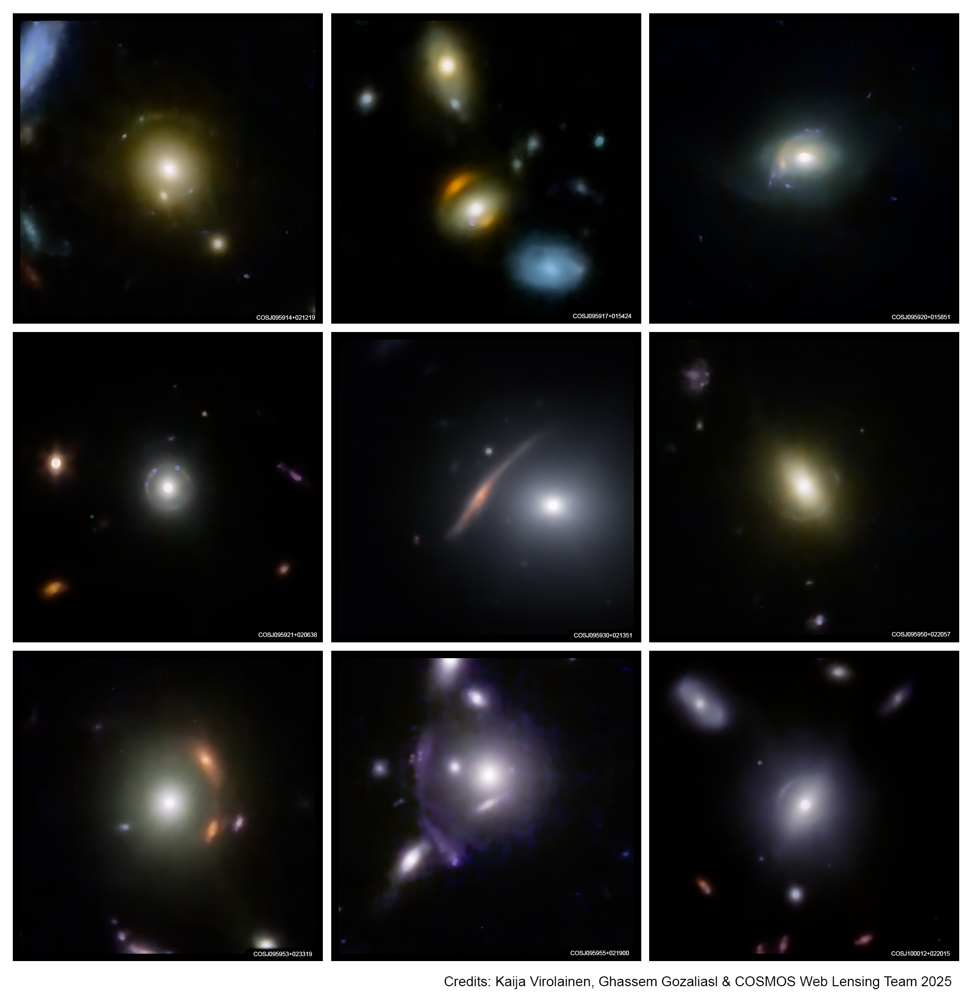 COSJ095914+021219
COSJ095917+015424
COSJ095920+015851
COSJ095921+020638
COSJ095930+021351
COSJ095950+022057
COSJ095953+023319
COSJ095955+021900
COSJ100012+022015
Credits: Kaija Virolainen, Ghassem Gozaliasl & COSMOS Web Lensing Team 2025